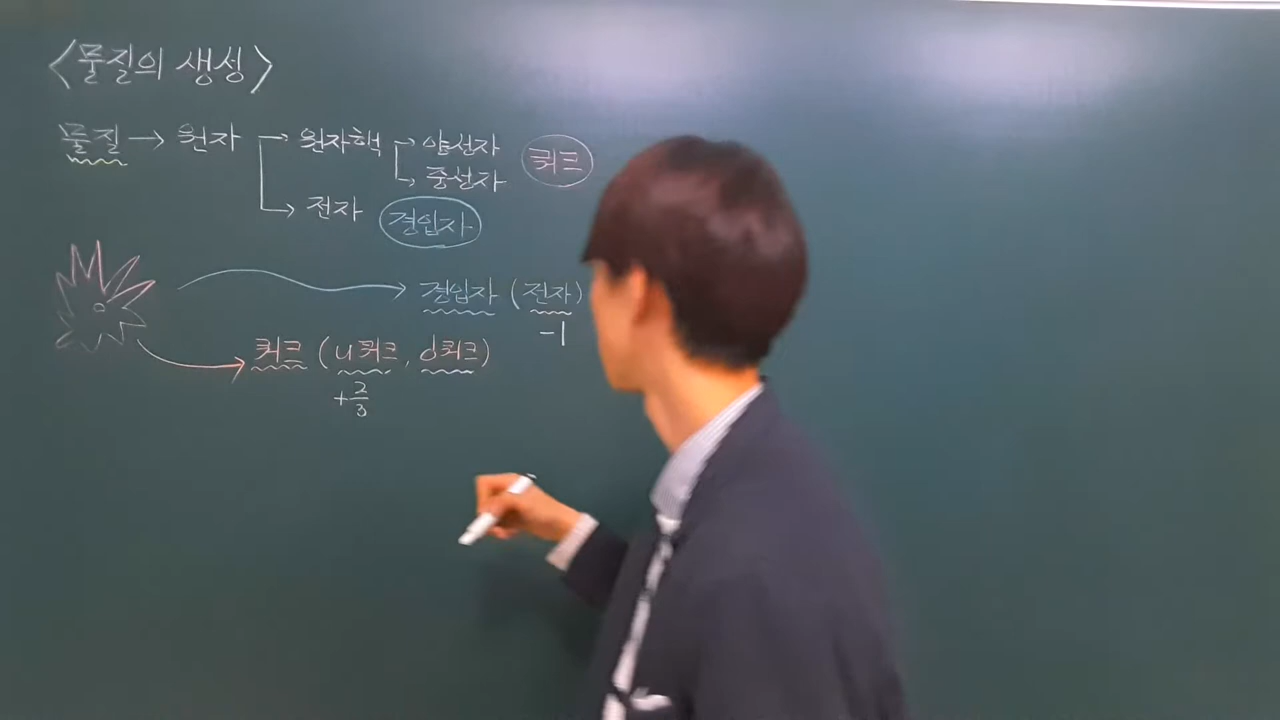 <물질의 생성>
물질 → 원자 → 원자핵 → 양성자 쿼크
→ 중성자
→ 전자 경입자
→ 경입자 (전자)
-1
→ 쿼크 (u쿼크, d쿼크)
+2/3